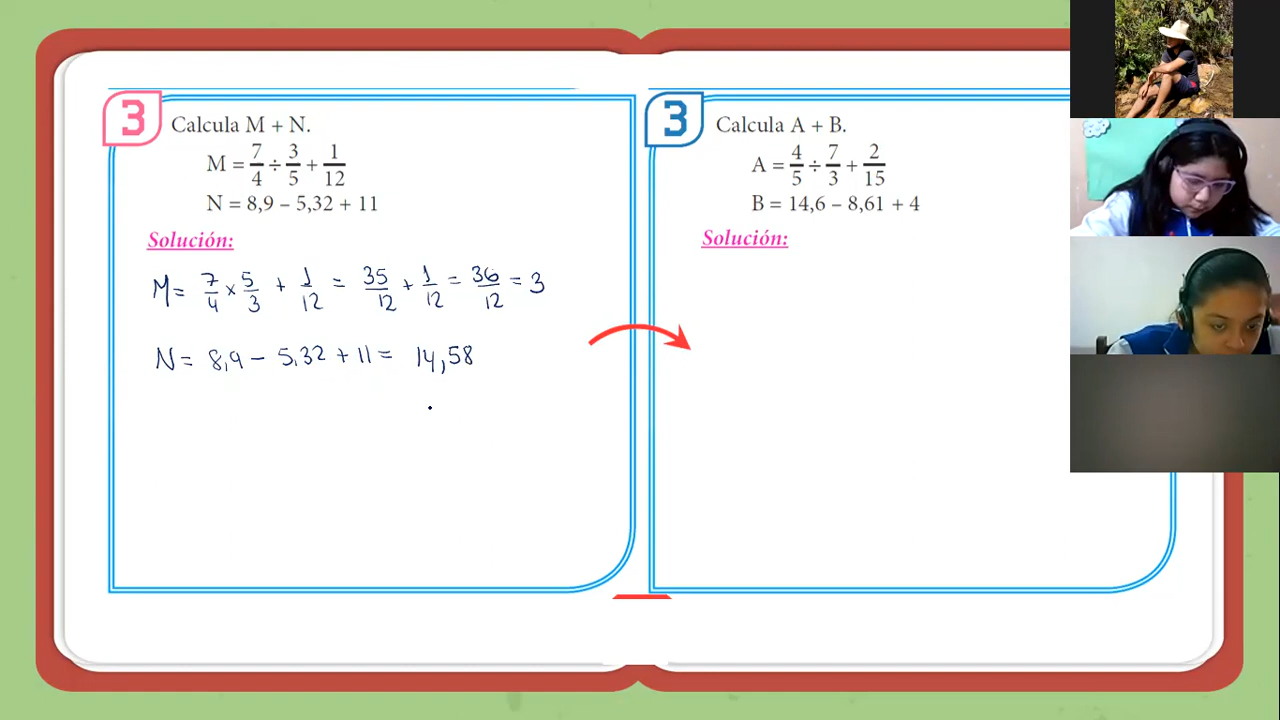 3
Calcula M + N.
M = 7/4 ÷ 3/5 + 1/12
N = 8,9 – 5,32 + 11
Solución:
M = 7/4 × 5/3 + 1/12 = 35/12 + 1/12 = 36/12 = 3
N = 8,9 – 5,32 + 11 = 14,58
3
Calcula A + B.
A = 4/5 ÷ 7/3 + 2/15
B = 14,6 – 8,61 + 4
Solución: